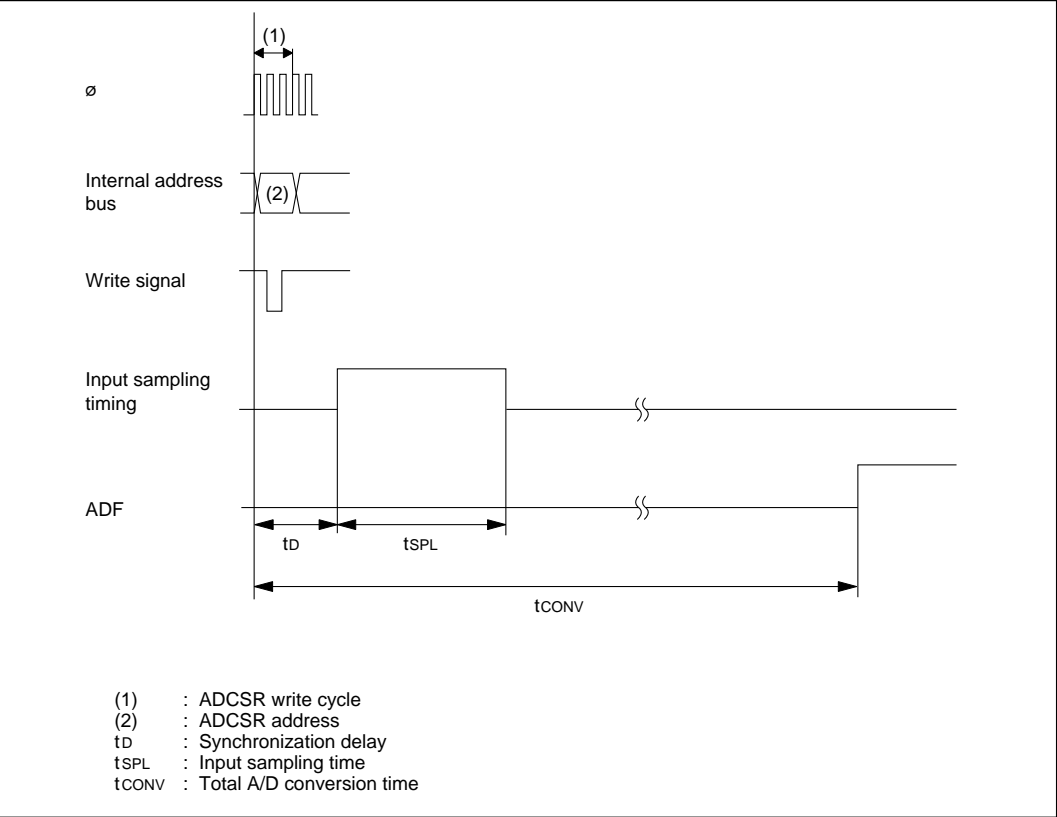 (1)
ø
Internal address
bus
(2)
Write signal
Input sampling
timing
ADF
tD
tSPL
tCONV
(1) : ADCSR write cycle
(2) : ADCSR address
tD : Synchronization delay
tSPL : Input sampling time
tCONV : Total A/D conversion time